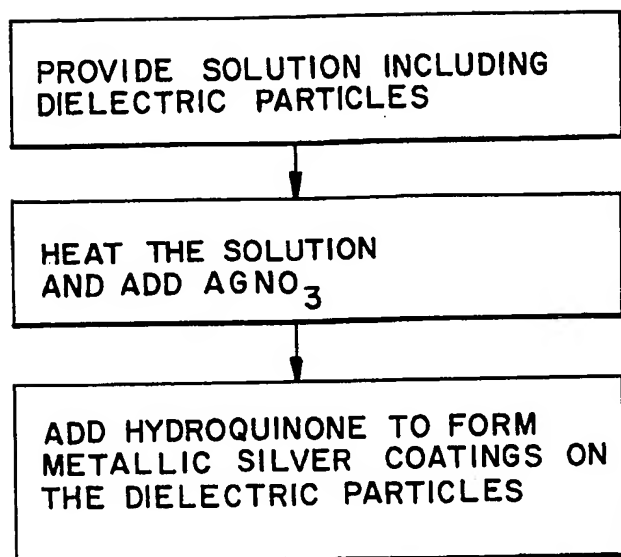 PROVIDE SOLUTION INCLUDING
DIELECTRIC PARTICLES
HEAT THE SOLUTION
AND ADD AGNO₃
ADD HYDROQUINONE TO FORM
METALLIC SILVER COATINGS ON
THE DIELECTRIC PARTICLES